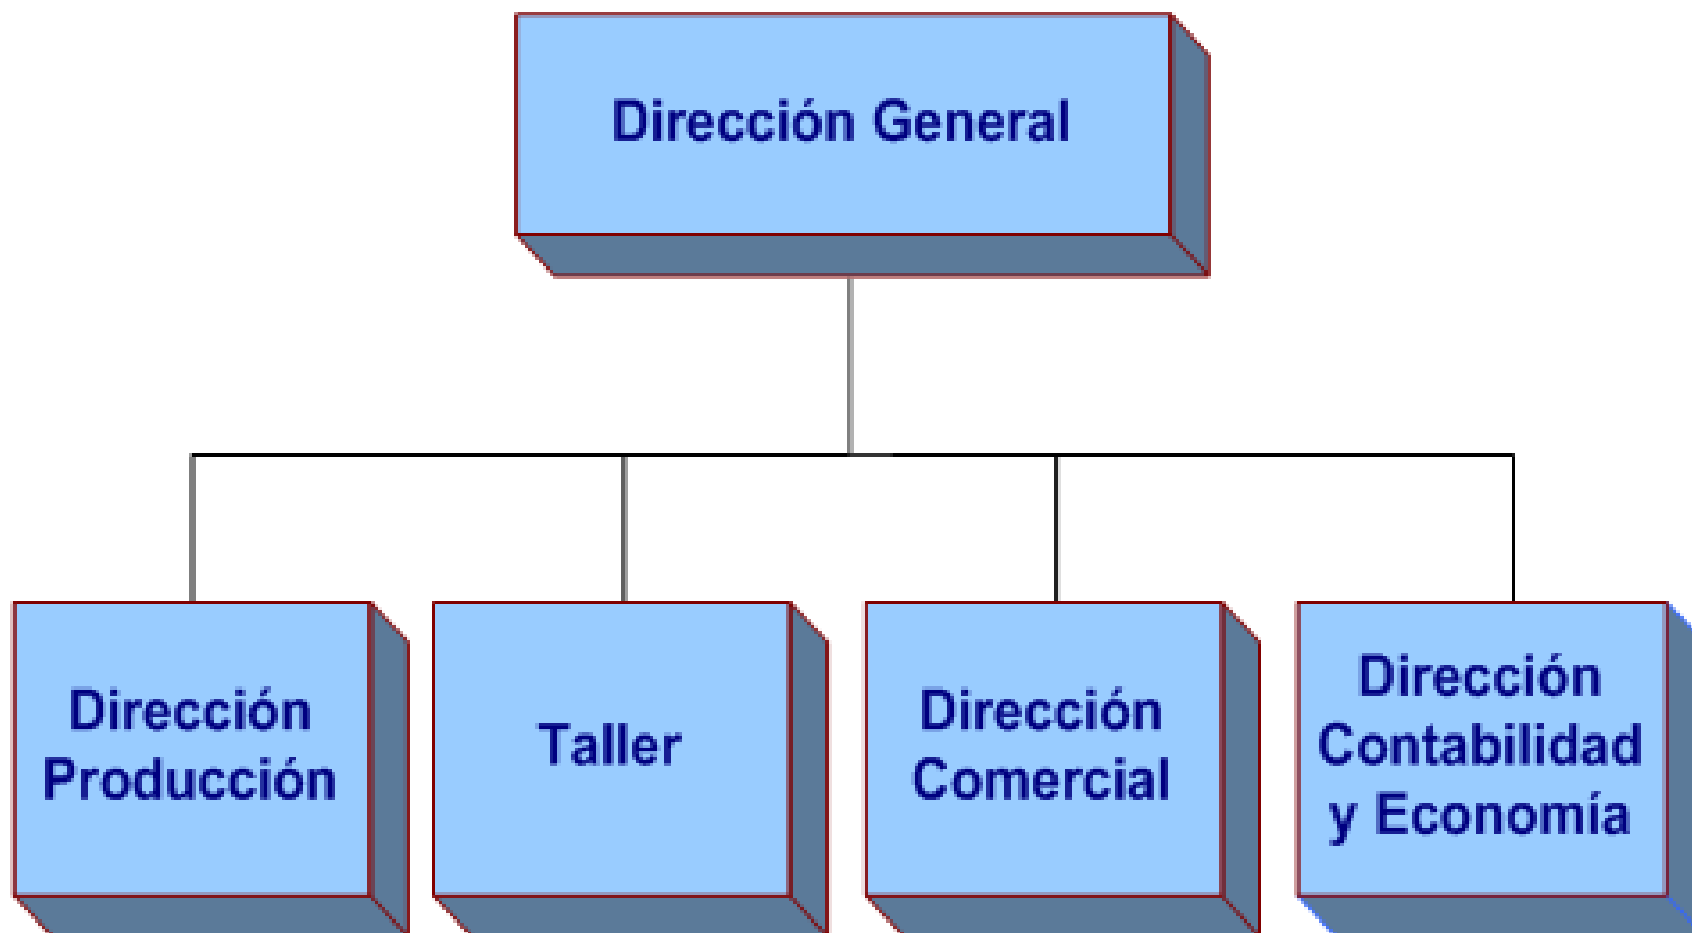 Dirección General
Dirección
Producción
Taller
Dirección
Comercial
Dirección
Contabilidad
y Economía